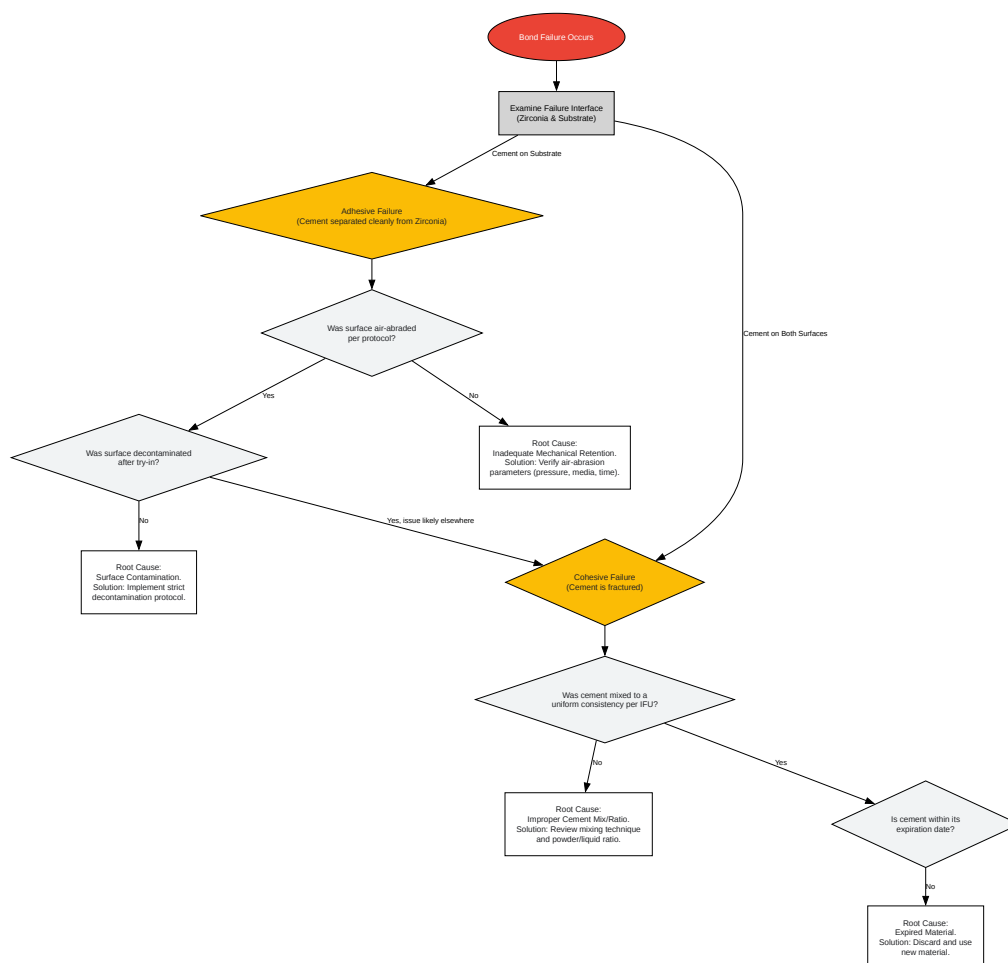 Bond Failure Occurs
Examine Failure Interface
(Zirconia & Substrate)
Cement on Substrate
Adhesive Failure
(Cement separated cleanly from Zirconia)
Was surface air-abraded
per protocol?
Cement on Both Surfaces
Yes
No
Was surface decontaminated
after try-in?
Root Cause:
Inadequate Mechanical Retention.
Solution: Verify air-abrasion
parameters (pressure, media, time).
No
Yes, issue likely elsewhere
Root Cause:
Surface Contamination.
Solution: Implement strict
decontamination protocol.
Cohesive Failure
(Cement is fractured)
Was cement mixed to a
uniform consistency per IFU?
No
Yes
Root Cause:
Improper Cement Mix/Ratio.
Solution: Review mixing technique
and powder/liquid ratio.
Is cement within its
expiration date?
No
Root Cause:
Expired Material.
Solution: Discard and use
new material.